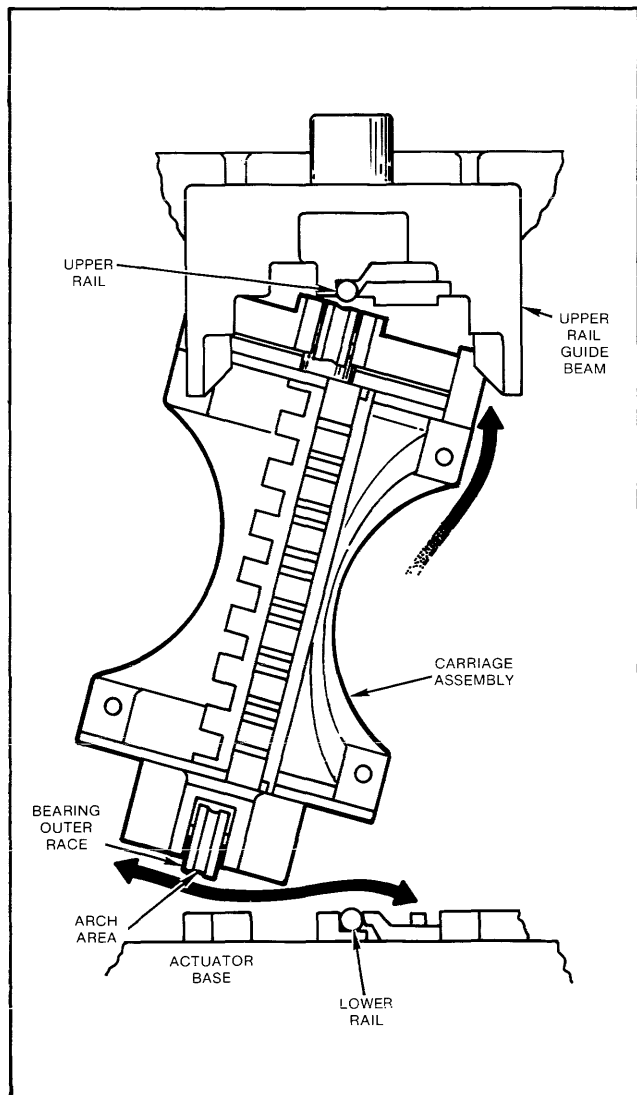 UPPER
RAIL
UPPER
RAIL
GUIDE
BEAM
CARRIAGE
ASSEMBLY
BEARING
OUTER
RACE
ARCH
AREA
ACTUATOR
BASE
LOWER
RAIL